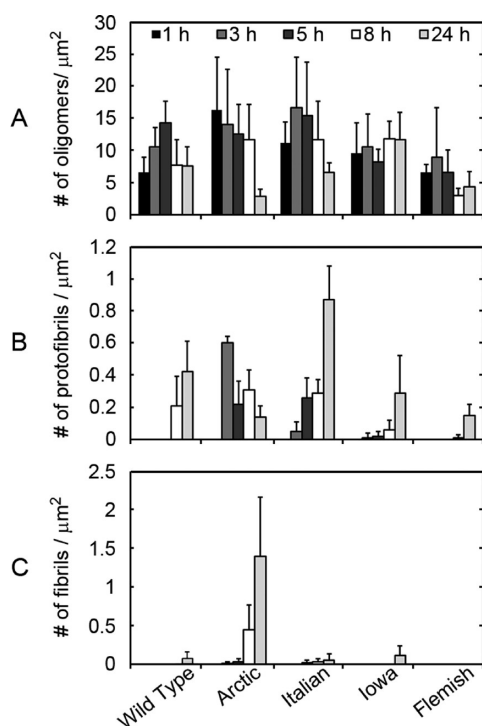 1 h 3 h 5 h 8 h 24 h
A
# of oligomers/ μm²
30
25
20
15
10
5
0
B
# of protofibrils / μm²
1.2
1
0.8
0.6
0.4
0.2
0
C
# of fibrils / μm²
2.5
2
1.5
1
0.5
0
Wild Type
Arctic
Italian
Iowa
Flemish